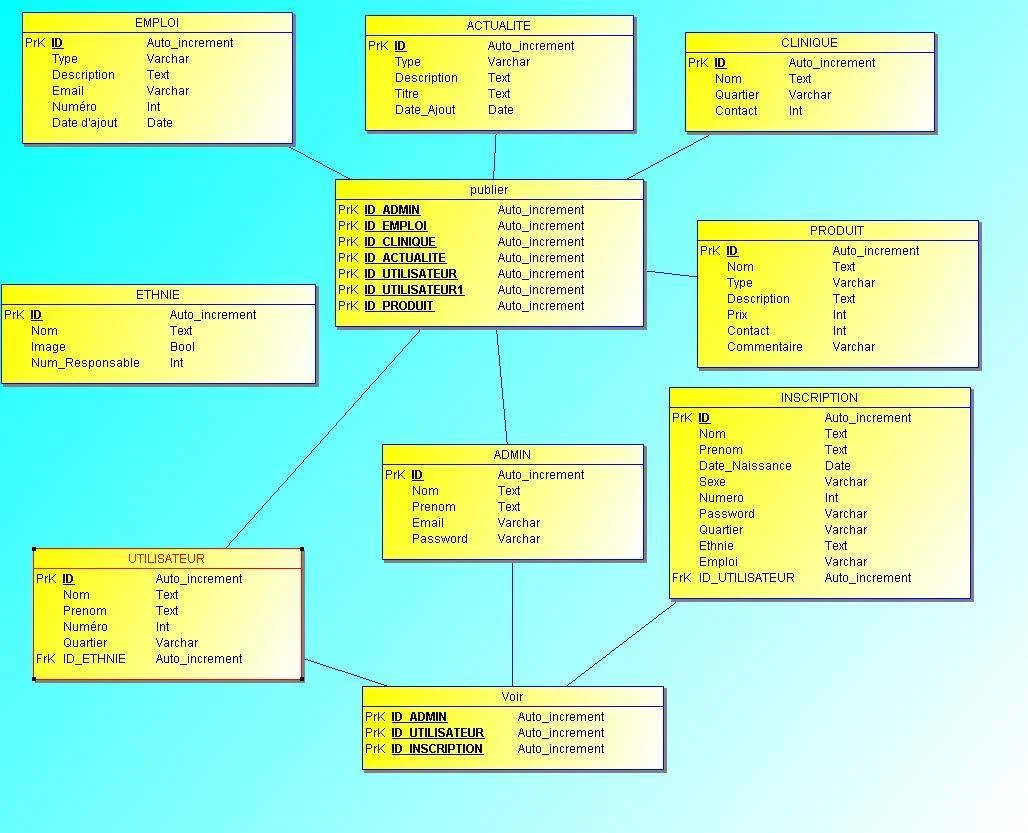 EMPLOI
PrK ID Auto_increment
Type Varchar
Description Text
Email Varchar
Numéro Int
Date d'ajout Date
ACTUALITE
PrK ID Auto_increment
Type Varchar
Description Text
Titre Text
Date_Ajout Date
CLINIQUE
PrK ID Auto_increment
Nom Text
Quartier Varchar
Contact Int
publier
PrK ID_ADMIN Auto_increment
PrK ID_EMPLOI Auto_increment
PrK ID_CLINIQUE Auto_increment
PrK ID_ACTUALITE Auto_increment
PrK ID_UTILISATEUR Auto_increment
PrK ID_UTILISATEUR1 Auto_increment
PrK ID_PRODUIT Auto_increment
PRODUIT
PrK ID Auto_increment
Nom Text
Type Varchar
Description Text
Prix Int
Contact Int
Commentaire Varchar
ETHNIE
PrK ID Auto_increment
Nom Text
Image Bool
Num_Responsable Int
INSCRIPTION
PrK ID Auto_increment
Nom Text
Prenom Text
Date_Naissance Date
Sexe Varchar
Numero Int
Password Varchar
Quartier Varchar
Ethnie Text
Emploi Varchar
FrK ID_UTILISATEUR Auto_increment
ADMIN
PrK ID Auto_increment
Nom Text
Prenom Text
Email Varchar
Password Varchar
UTILISATEUR
PrK ID Auto_increment
Nom Text
Prenom Text
Numéro Int
Quartier Varchar
FrK ID_ETHNIE Auto_increment
Voir
PrK ID_ADMIN Auto_increment
PrK ID_UTILISATEUR Auto_increment
PrK ID_INSCRIPTION Auto_increment